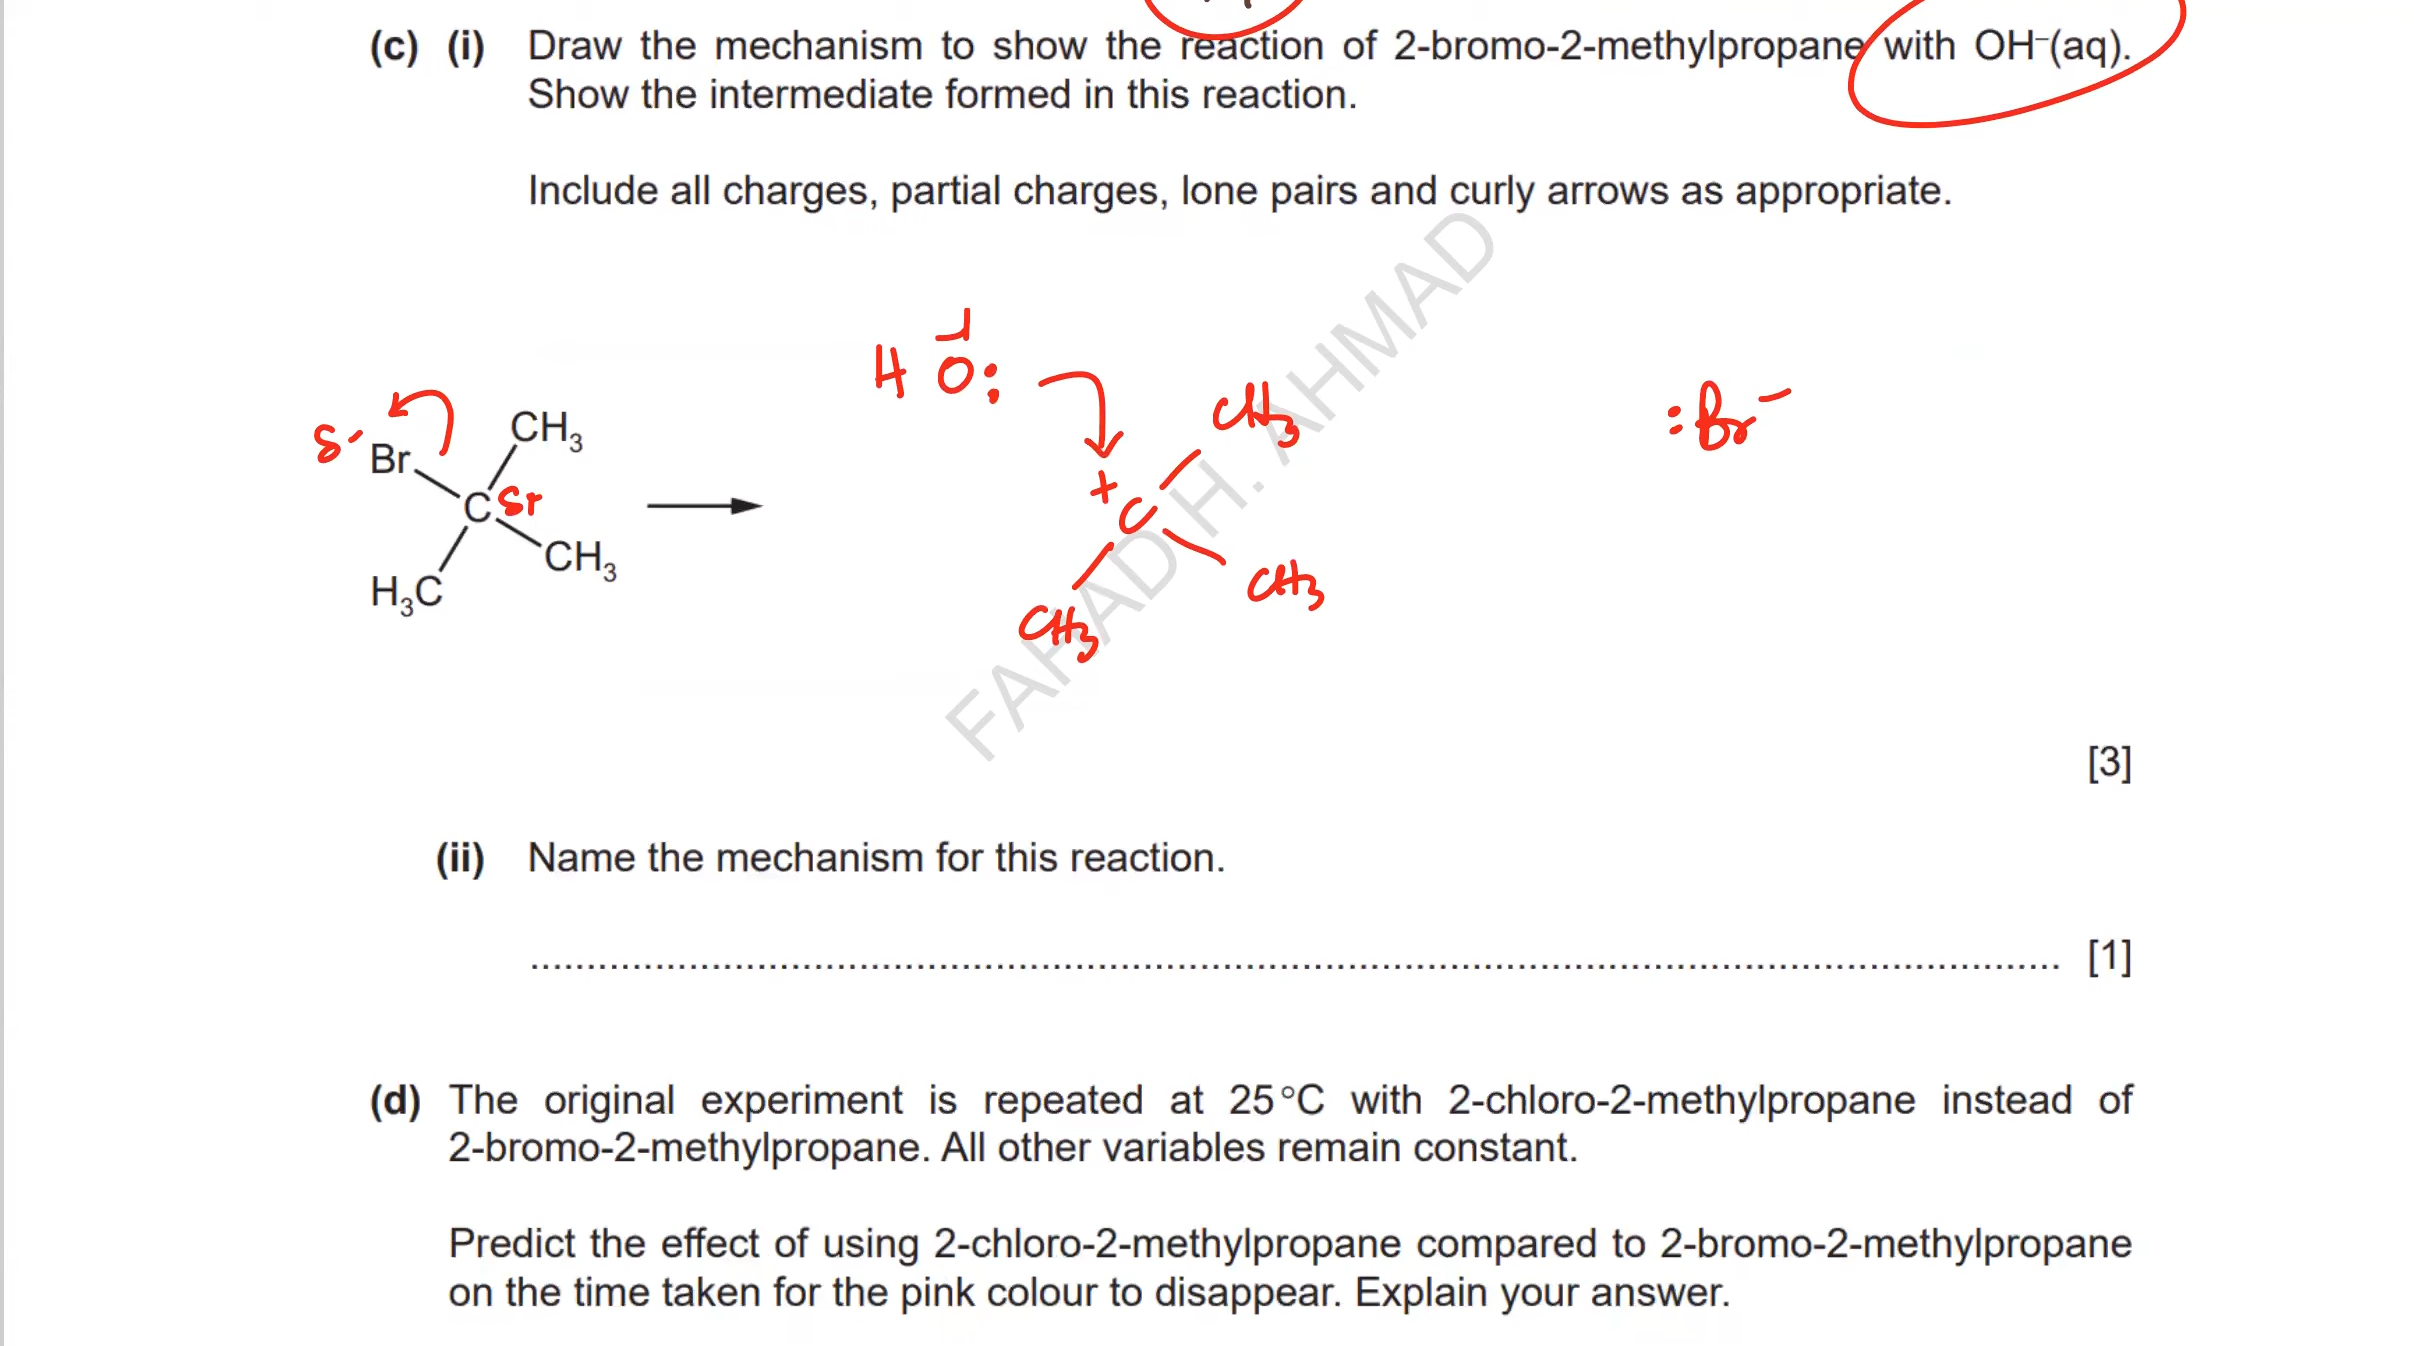 (c) (i) Draw the mechanism to show the reaction of 2-bromo-2-methylpropane with OH⁻(aq).
Show the intermediate formed in this reaction.
Include all charges, partial charges, lone pairs and curly arrows as appropriate.
H O: -
CH3
:Br -
δ- Br CH₃
+ C
C δ+
CH₃
CH3
H₃C
CH3
FAHAD H. AHMAD
[3]
(ii) Name the mechanism for this reaction.
.......... [1]
(d) The original experiment is repeated at 25 °C with 2-chloro-2-methylpropane instead of
2-bromo-2-methylpropane. All other variables remain constant.
Predict the effect of using 2-chloro-2-methylpropane compared to 2-bromo-2-methylpropane
on the time taken for the pink colour to disappear. Explain your answer.